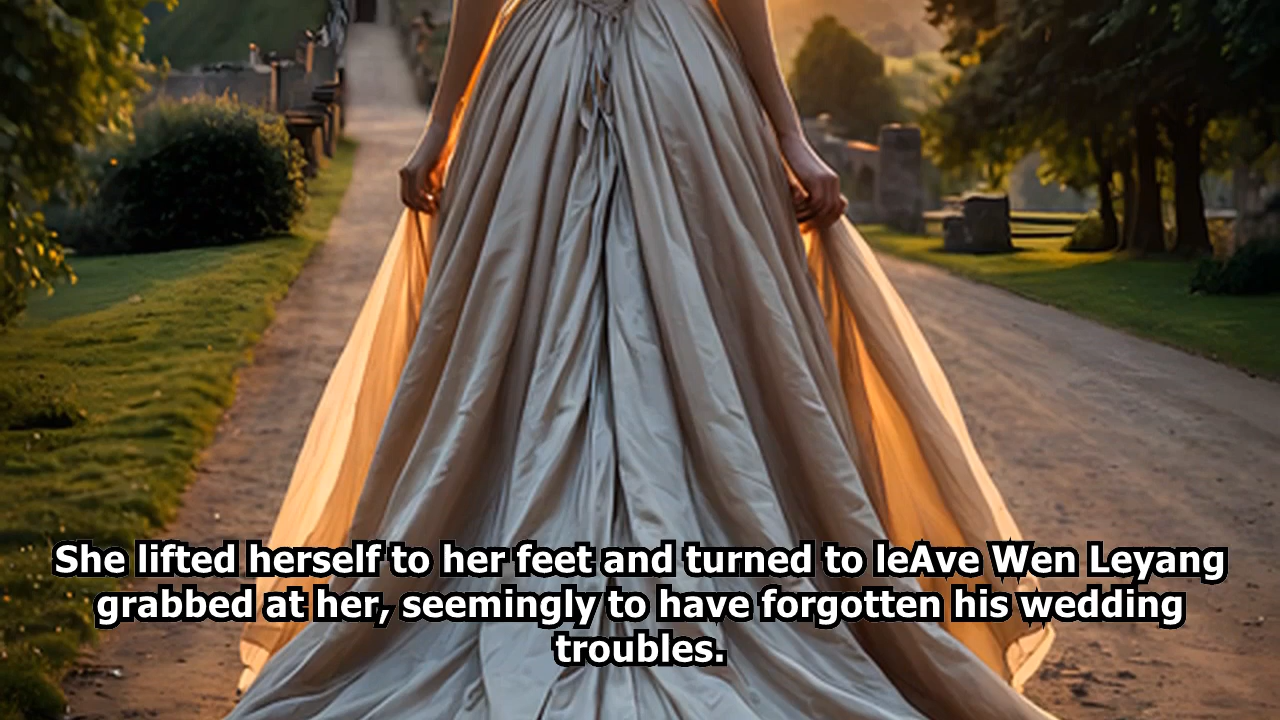 She lifted herself to her feet and turned to leAve Wen Leyang
grabbed at her, seemingly to have forgotten his wedding
troubles.